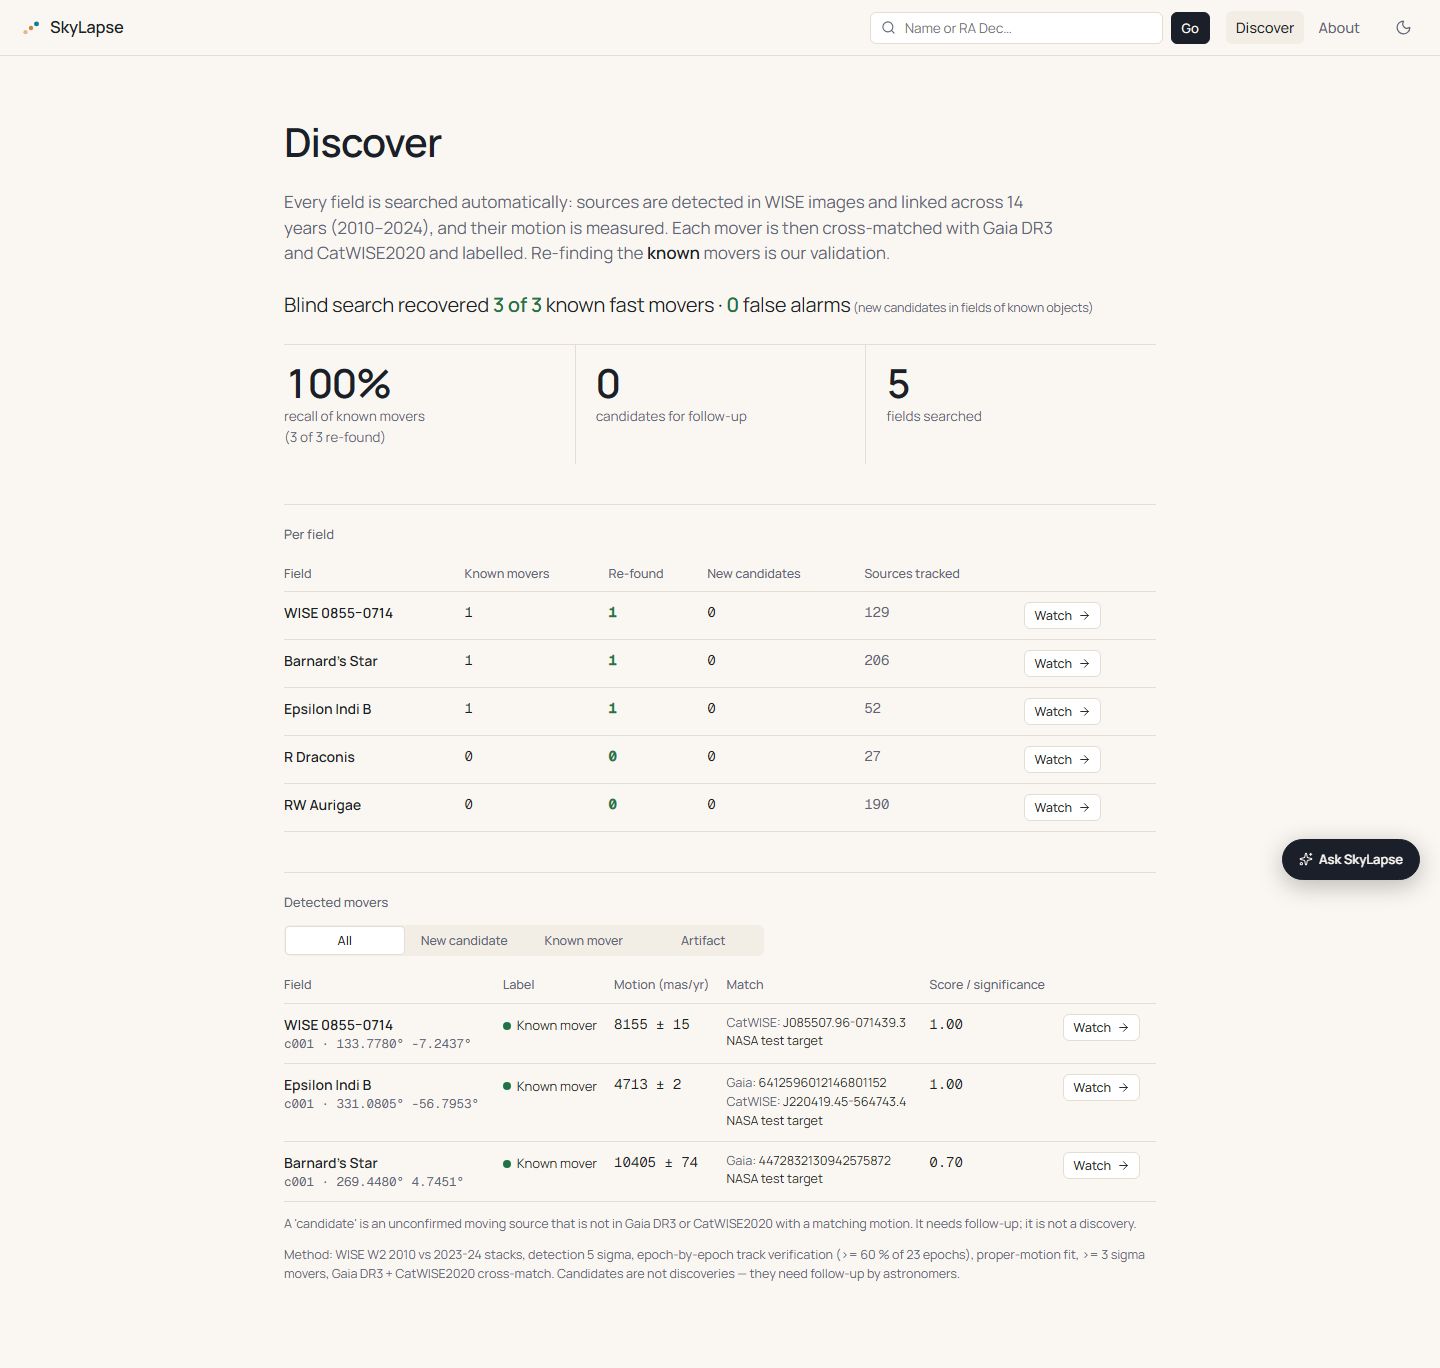 SkyLapse
Name or RA Dec...
Go
Discover
About
Discover
Every field is searched automatically: sources are detected in WISE images and linked across 14
years (2010–2024), and their motion is measured. Each mover is then cross-matched with Gaia DR3
and CatWISE2020 and labelled. Re-finding the known movers is our validation.
Blind search recovered 3 of 3 known fast movers · 0 false alarms (new candidates in fields of known objects)
100%
recall of known movers
(3 of 3 re-found)
0
candidates for follow-up
5
fields searched
Per field
Field Known movers Re-found New candidates Sources tracked
WISE 0855−0714 1 1 0 129 Watch →
Barnard's Star 1 1 0 206 Watch →
Epsilon Indi B 1 1 0 52 Watch →
R Draconis 0 0 0 27 Watch →
RW Aurigae 0 0 0 190 Watch →
Ask SkyLapse
Detected movers
All New candidate Known mover Artifact
Field Label Motion (mas/yr) Match Score / significance
WISE 0855−0714 Known mover 8155 ± 15 CatWISE: J085507.96-071439.3 1.00 Watch →
c001 · 133.7780° -7.2437° NASA test target
Epsilon Indi B Known mover 4713 ± 2 Gaia: 6412596012146801152 1.00 Watch →
c001 · 331.0805° -56.7953° CatWISE: J220419.45-564743.4
NASA test target
Barnard's Star Known mover 10405 ± 74 Gaia: 4472832130942575872 0.70 Watch →
c001 · 269.4480° 4.7451° NASA test target
A 'candidate' is an unconfirmed moving source that is not in Gaia DR3 or CatWISE2020 with a matching motion. It needs follow-up; it is not a discovery.
Method: WISE W2 2010 vs 2023-24 stacks, detection 5 sigma, epoch-by-epoch track verification (>= 60 % of 23 epochs), proper-motion fit, >= 3 sigma
movers, Gaia DR3 + CatWISE2020 cross-match. Candidates are not discoveries — they need follow-up by astronomers.